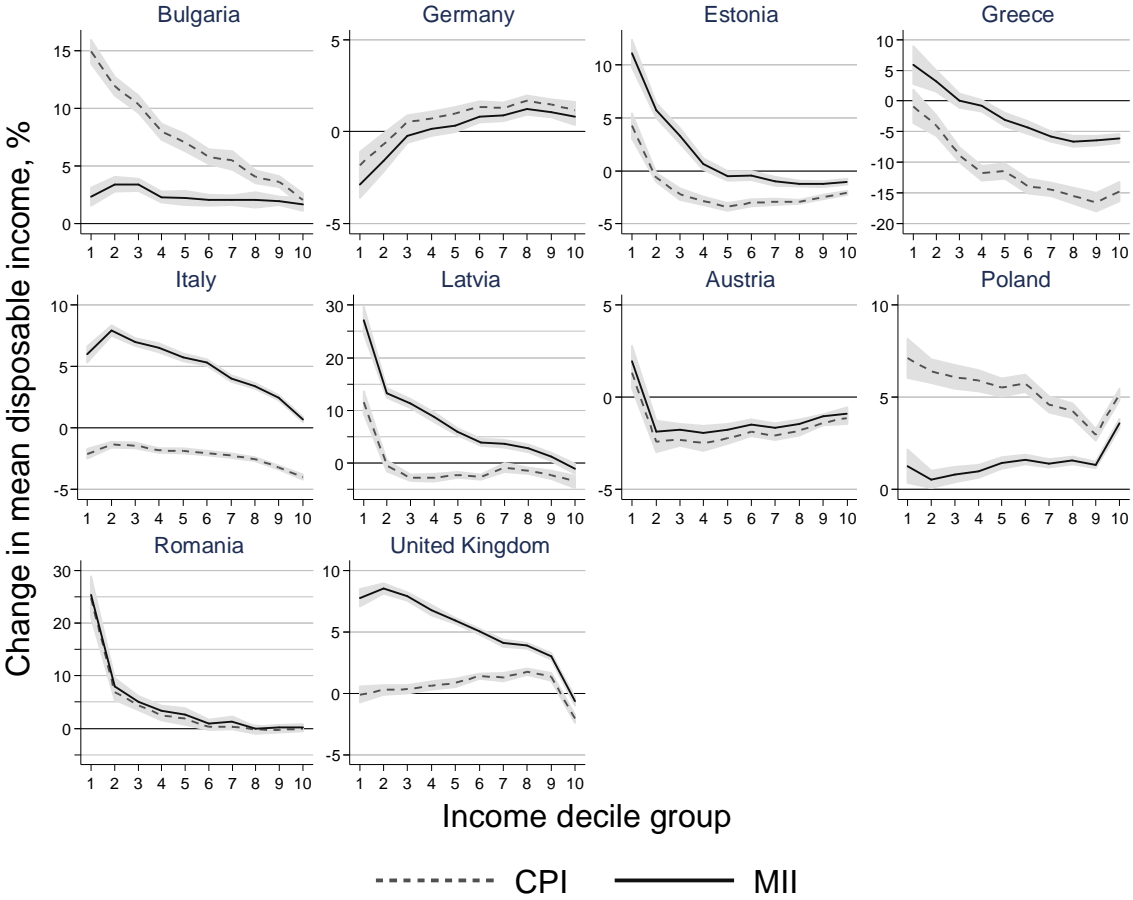 Change in mean disposable income, %
Bulgaria Germany Estonia Greece
15
10
5
0
1 2 3 4 5 6 7 8 9 10
5
0
-5
1 2 3 4 5 6 7 8 9 10
10
5
0
-5
1 2 3 4 5 6 7 8 9 10
10
5
0
-5
-10
-15
-20
1 2 3 4 5 6 7 8 9 10
Italy Latvia Austria Poland
10
5
0
-5
1 2 3 4 5 6 7 8 9 10
30
20
10
0
1 2 3 4 5 6 7 8 9 10
5
0
-5
1 2 3 4 5 6 7 8 9 10
10
5
0
1 2 3 4 5 6 7 8 9 10
Romania United Kingdom
30
20
10
0
1 2 3 4 5 6 7 8 9 10
10
5
0
-5
1 2 3 4 5 6 7 8 9 10
Income decile group
CPI MII